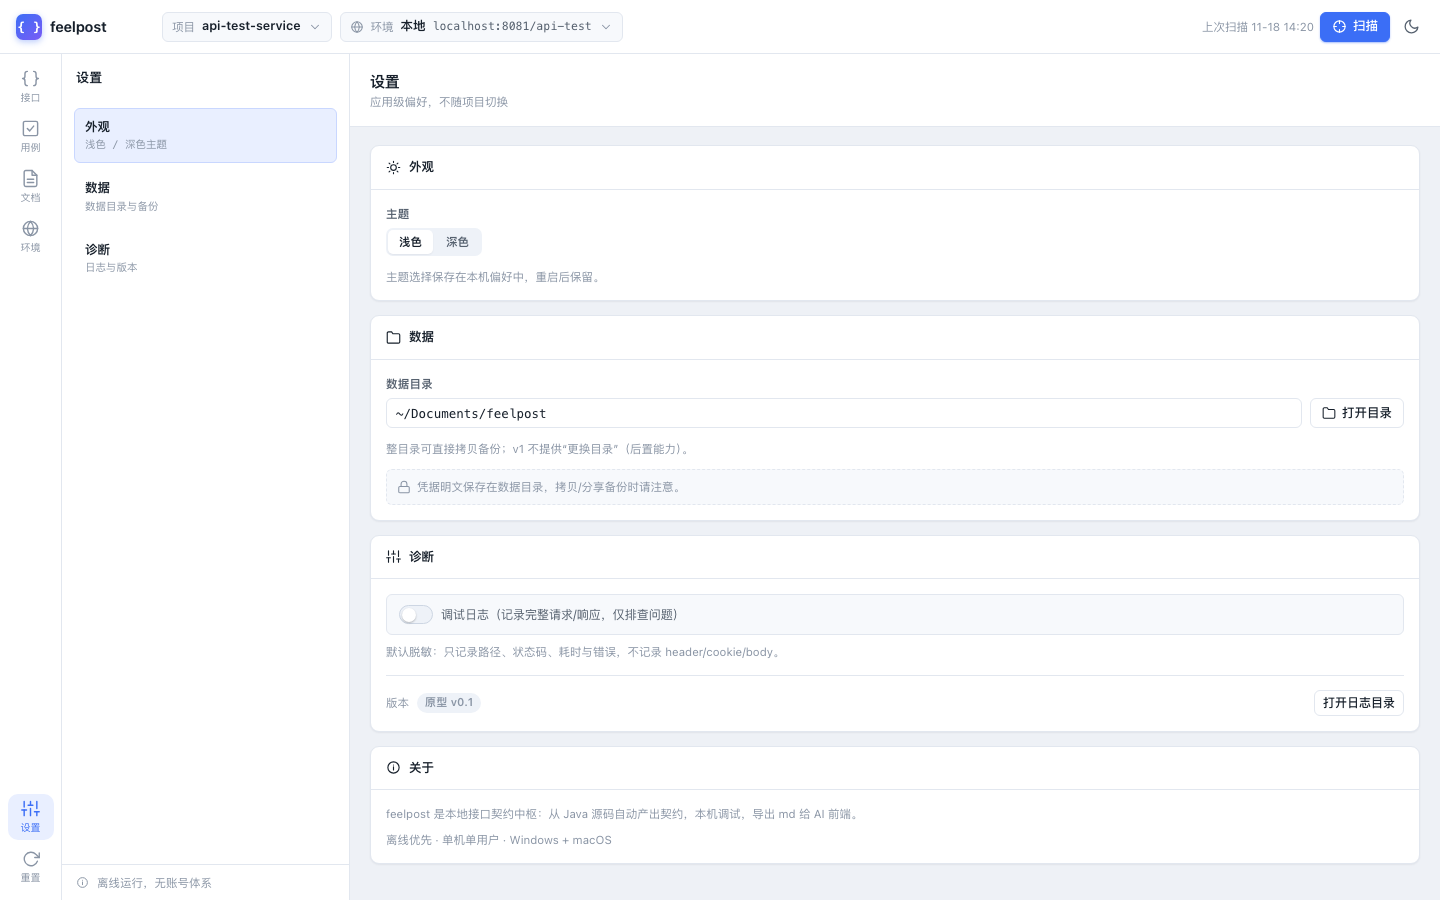 { } feelpost
项目 api-test-service
环境 本地 localhost:8081/api-test
上次扫描 11-18 14:20
扫描
接口
用例
文档
环境
设置
重置
设置
外观
浅色 / 深色主题
数据
数据目录与备份
诊断
日志与版本
离线运行，无账号体系
设置
应用级偏好，不随项目切换
外观
主题
浅色 深色
主题选择保存在本机偏好中，重启后保留。
数据
数据目录
~/Documents/feelpost
打开目录
整目录可直接拷贝备份；v1 不提供“更换目录”（后置能力）。
凭据明文保存在数据目录，拷贝/分享备份时请注意。
诊断
调试日志（记录完整请求/响应，仅排查问题）
默认脱敏：只记录路径、状态码、耗时与错误，不记录 header/cookie/body。
版本 原型 v0.1
打开日志目录
关于
feelpost 是本地接口契约中枢：从 Java 源码自动产出契约，本机调试，导出 md 给 AI 前端。
离线优先 · 单机单用户 · Windows + macOS